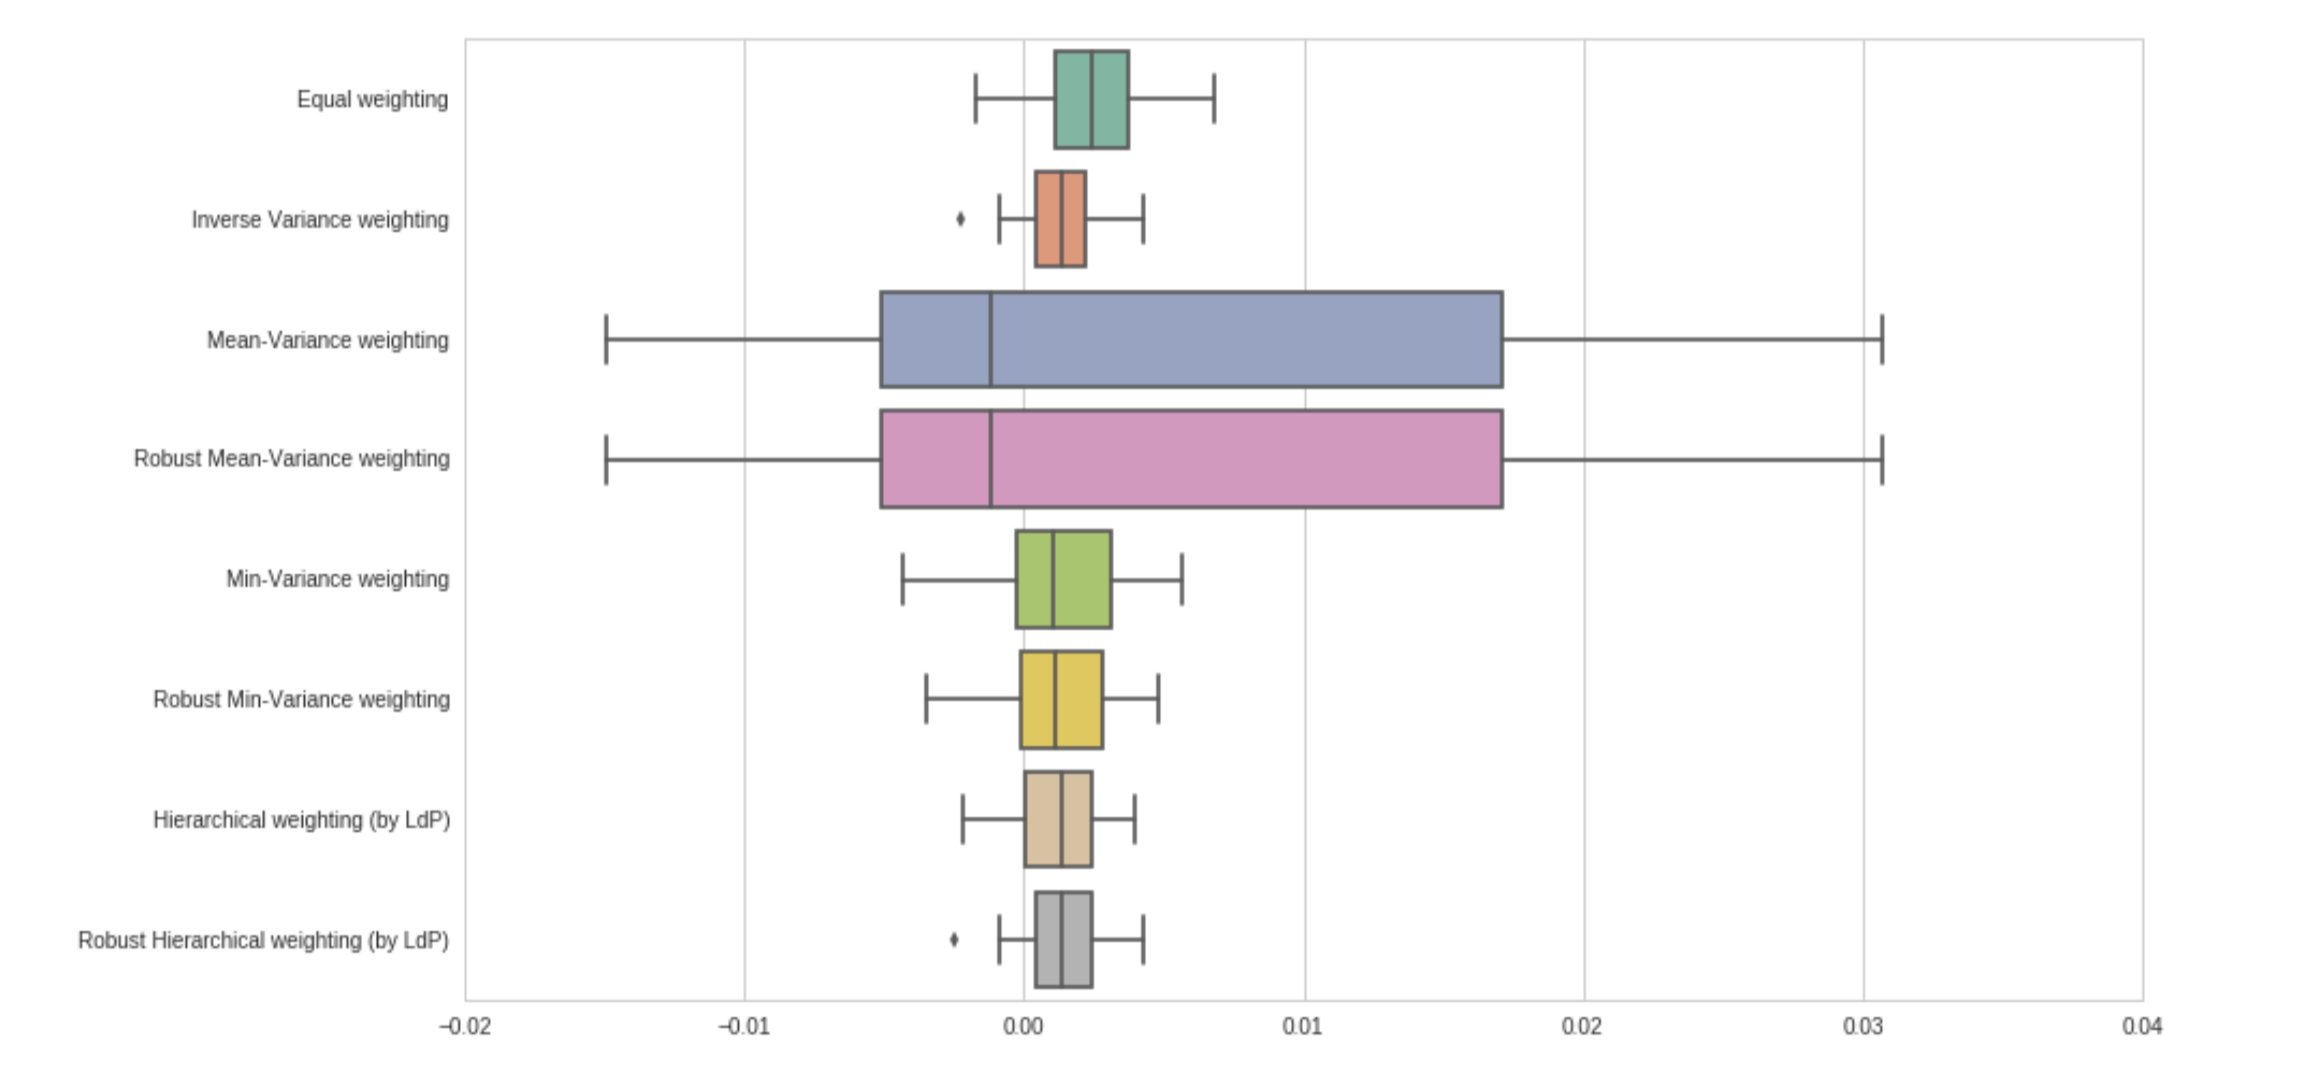 Equal weighting
Inverse Variance weighting
Mean-Variance weighting
Robust Mean-Variance weighting
Min-Variance weighting
Robust Min-Variance weighting
Hierarchical weighting (by LdP)
Robust Hierarchical weighting (by LdP)
−0.02 −0.01 0.00 0.01 0.02 0.03 0.04